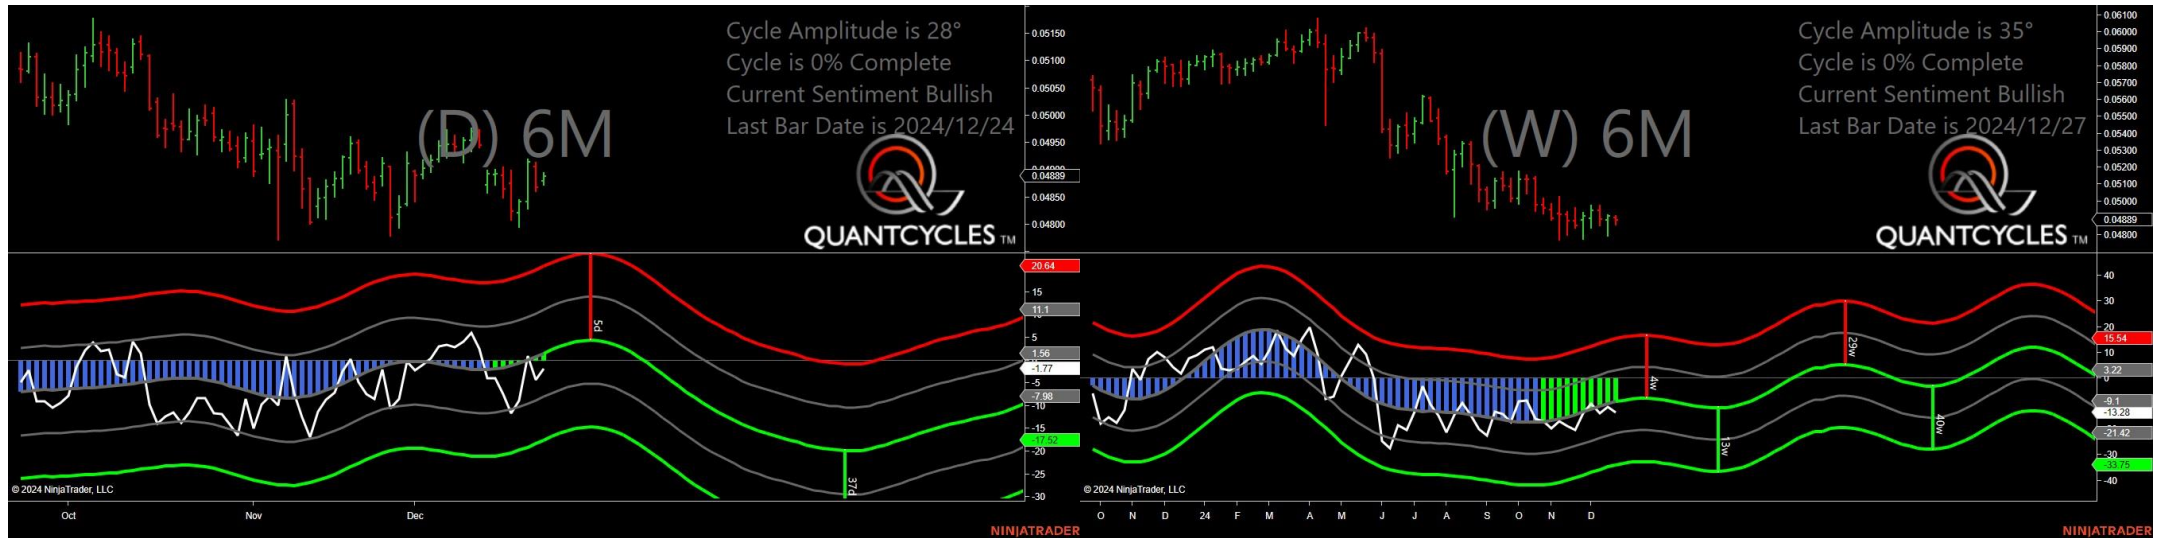 Cycle Amplitude is 28°
Cycle is 0% Complete
Current Sentiment Bullish
Last Bar Date is 2024/12/24
(D) 6M
QUANTCYCLES TM
0.05150
0.05100
0.05050
0.05000
0.04950
0.04889
0.04850
0.04800
20.64
15
11.1
5
1.56
-1.77
-5
-7.98
-10
-15
-17.52
-20
-25
-30
5d
37d
© 2024 NinjaTrader, LLC
Oct Nov Dec
NINJATRADER
Cycle Amplitude is 35°
Cycle is 0% Complete
Current Sentiment Bullish
Last Bar Date is 2024/12/27
(W) 6M
QUANTCYCLES TM
0.06100
0.06000
0.05900
0.05800
0.05700
0.05600
0.05500
0.05400
0.05300
0.05200
0.05100
0.05000
0.04889
0.04800
40
30
20
15.54
10
3.22
0
-9.1
-13.28
-21.42
-30
-33.75
-40
4w
13w
29w
40w
© 2024 NinjaTrader, LLC
O N D 24 F M A M J J A S O N D
NINJATRADER